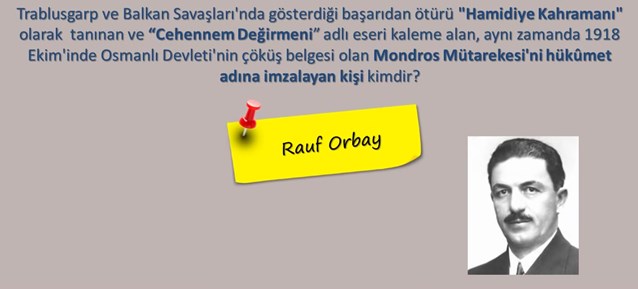 Trablusgarp ve Balkan Savaşları'nda gösterdiği başarıdan ötürü "Hamidiye Kahramanı"
olarak tanınan ve “Cehennem Değirmeni” adlı eseri kaleme alan, aynı zamanda 1918
Ekim'inde Osmanlı Devleti'nin çöküş belgesi olan Mondros Mütarekesi'ni hükûmet
adına imzalayan kişi kimdir?
Rauf Orbay